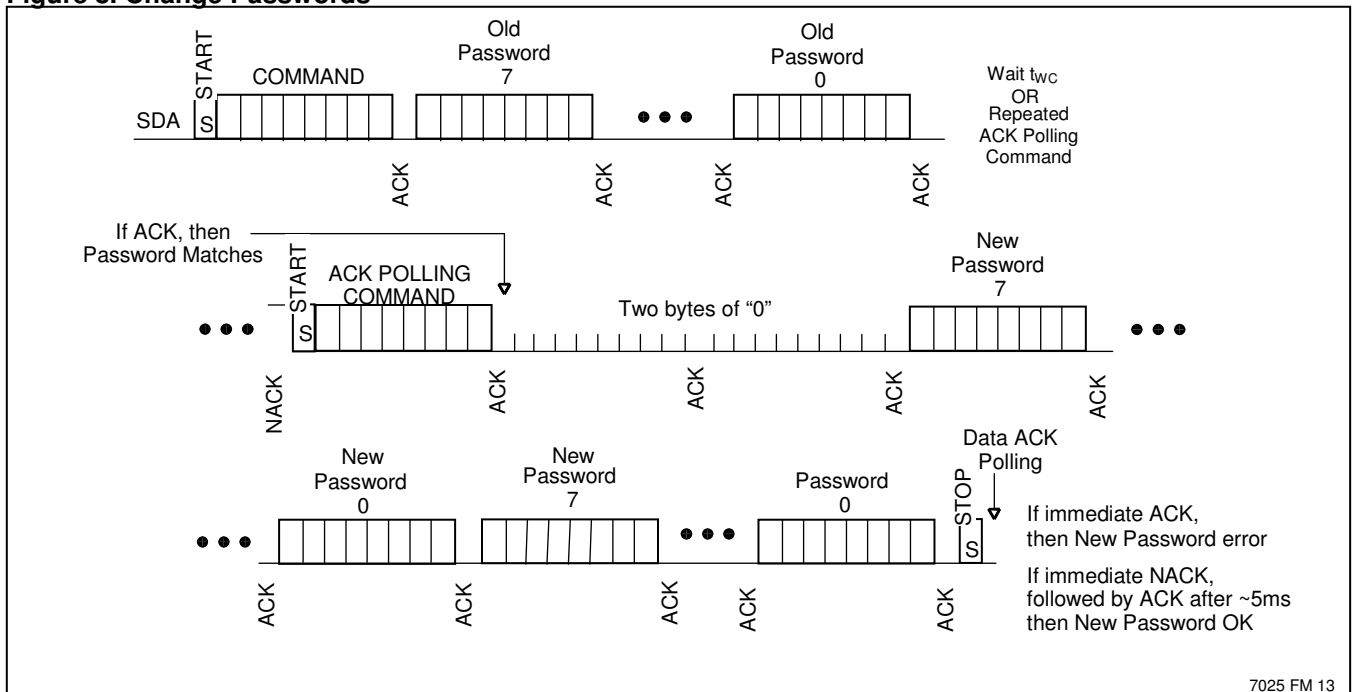 Figure 8. Change Passwords
START
COMMAND
Old
Password
7
Old
Password
0
Wait tWC
OR
Repeated
ACK Polling
Command
SDA
S
ACK
ACK
ACK
ACK
If ACK, then
Password Matches
START
ACK POLLING
COMMAND
Two bytes of “0”
New
Password
7
S
NACK
ACK
ACK
ACK
ACK
New
Password
0
New
Password
7
Password
0
STOP
Data ACK
Polling
If immediate ACK,
then New Password error
If immediate NACK,
followed by ACK after ~5ms
then New Password OK
S
ACK
ACK
ACK
ACK
ACK
7025 FM 13